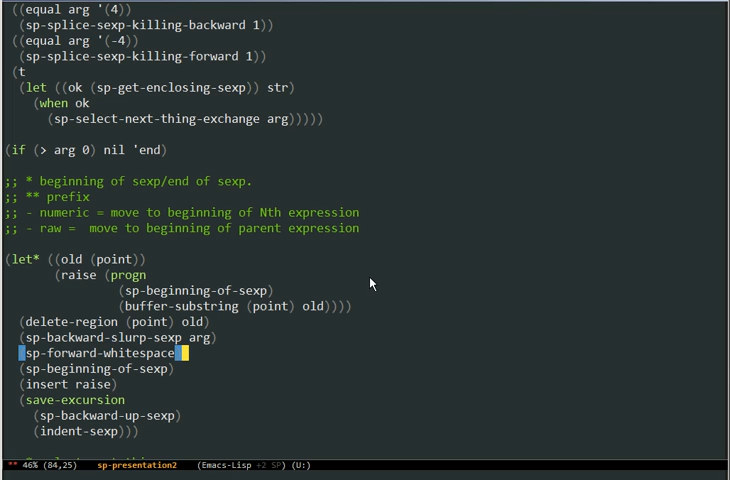 ((equal arg '(4))
(sp-splice-sexp-killing-backward 1))
((equal arg '(-4))
(sp-splice-sexp-killing-forward 1))
(t
(let ((ok (sp-get-enclosing-sexp)) str)
(when ok
(sp-select-next-thing-exchange arg)))))
(if (> arg 0) nil 'end)
;; * beginning of sexp/end of sexp.
;; ** prefix
;; - numeric = move to beginning of Nth expression
;; - raw =  move to beginning of parent expression
(let* ((old (point))
(raise (progn
(sp-beginning-of-sexp)
(buffer-substring (point) old))))
(delete-region (point) old)
(sp-backward-slurp-sexp arg)
(sp-forward-whitespace)
(sp-beginning-of-sexp)
(insert raise)
(save-excursion
(sp-backward-up-sexp)
(indent-sexp)))
** 46% (84,25) sp-presentation2 (Emacs-Lisp +2 SP) (U:)